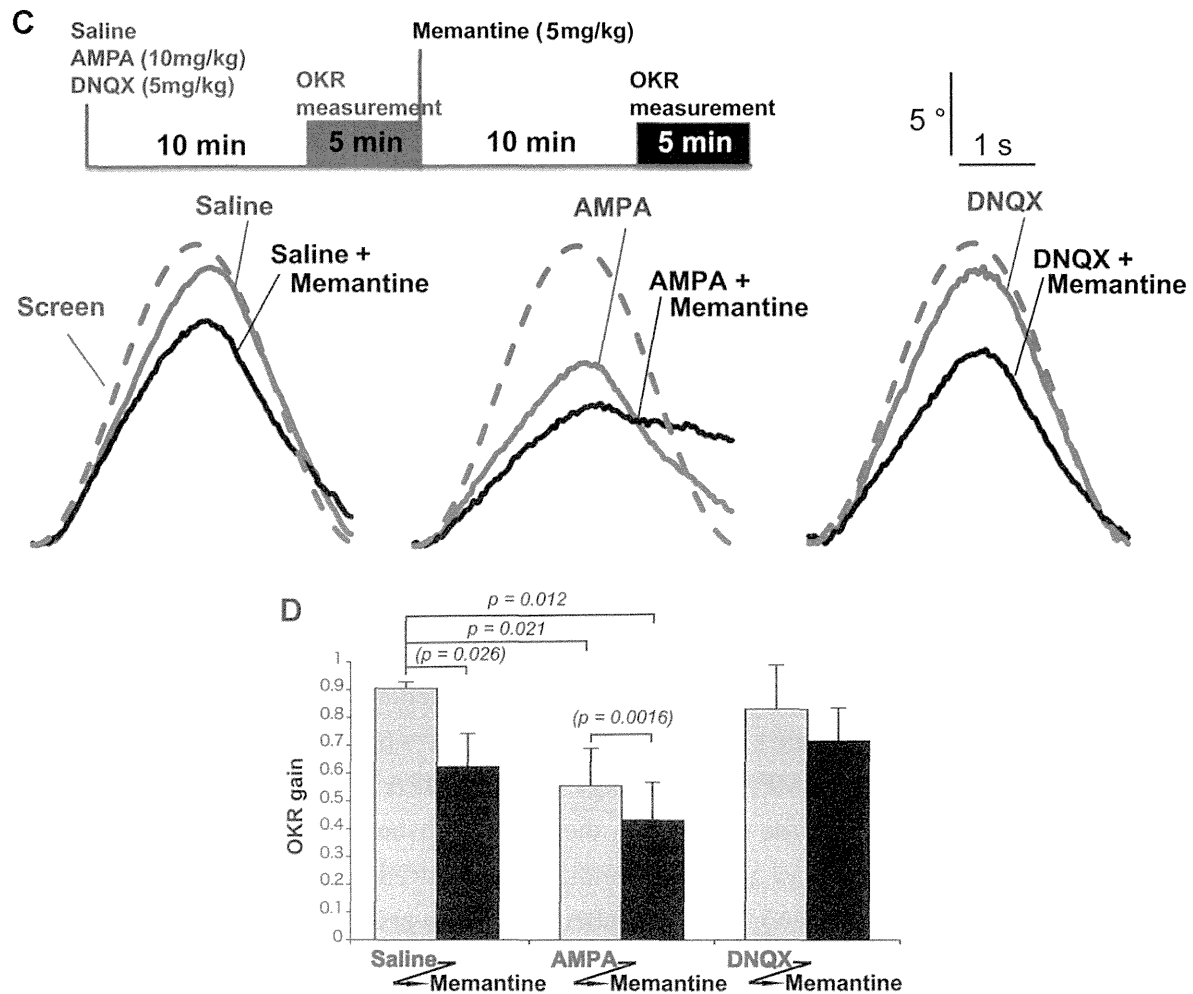 C
Saline
AMPA (10mg/kg)
DNQX (5mg/kg)
Memantine (5mg/kg)
OKR
measurement
OKR
measurement
10 min
5 min
10 min
5 min
5 °
1 s
Saline
Saline +
Memantine
Screen
AMPA
AMPA +
Memantine
DNQX
DNQX +
Memantine
D
p = 0.012
p = 0.021
(p = 0.026)
(p = 0.0016)
OKR gain
1
0.9
0.8
0.7
0.6
0.5
0.4
0.3
0.2
0.1
0
Saline
Memantine
AMPA
Memantine
DNQX
Memantine